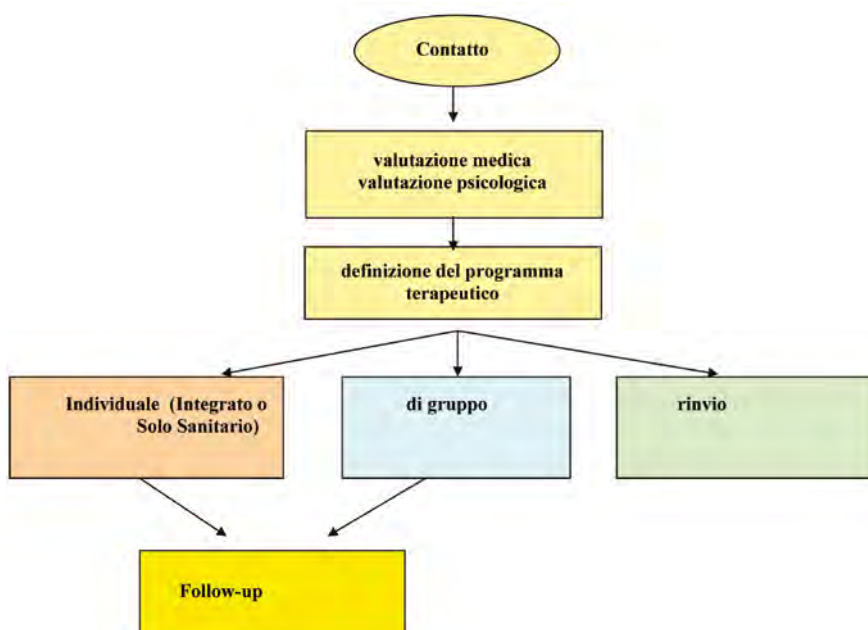 Contatto
valutazione medica
valutazione psicologica
definizione del programma
terapeutico
Individuale (Integrato o
Solo Sanitario)
di gruppo
rinvio
Follow-up